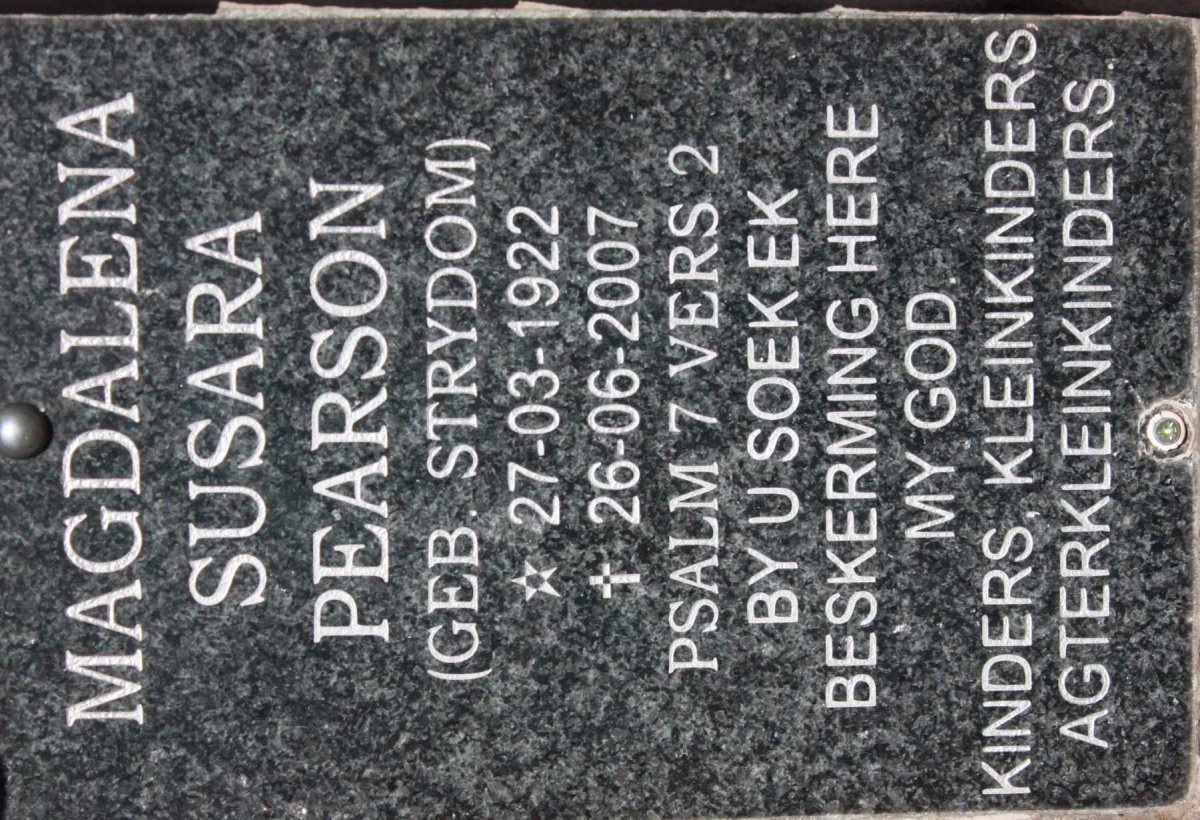 MAGDALENA
SUSARA
PEARSON
(GEB. STRYDOM)
☆ 27-03-1922
✝ 26-06-2007
PSALM 7 VERS 2
BY U SOEK EK
BESKERMING HERE
MY GOD.
KINDERS, KLEINKINDERS,
AGTERKLEINKINDERS.